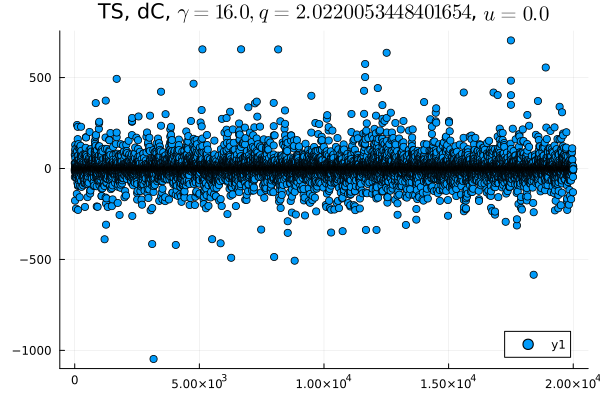 TS, dC, γ = 16.0, q = 2.0220053448401654, u = 0.0
500
0
−500
−1000
0 5.00×10³ 1.00×10⁴ 1.50×10⁴ 2.00×10⁴
y1